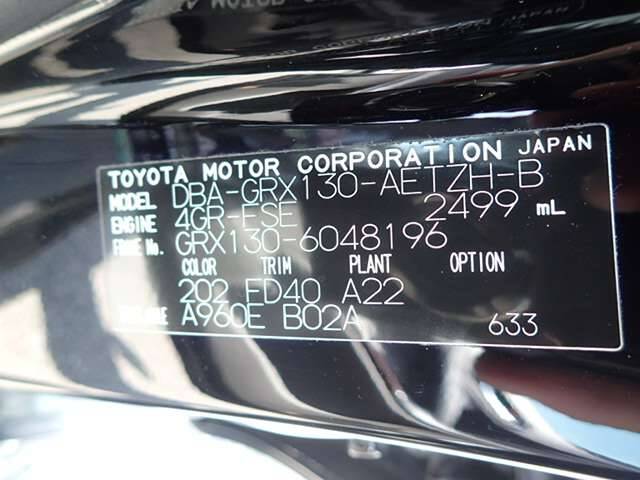 TOYOTA MOTOR CORPORATION JAPAN
MODEL DBA-GRX130-AETZH-B
ENGINE 4GR-FSE 2499 mL
FRAME No. GRX130-6048196
COLOR TRIM PLANT OPTION
202 FD40 A22
A960E B02A 633